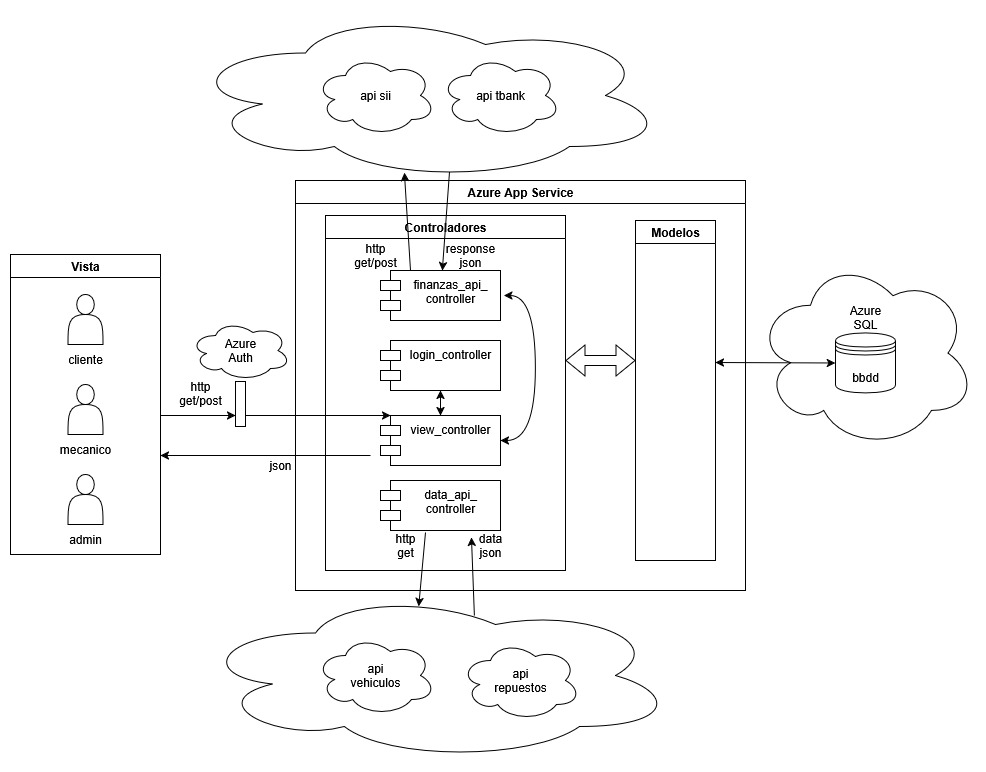 api sii
api tbank
Azure App Service
Controladores
Modelos
http
get/post
response
json
finanzas_api_
controller
Vista
cliente
mecanico
admin
Azure
Auth
http
get/post
json
login_controller
view_controller
data_api_
controller
http
get
data
json
Azure
SQL
bbdd
api
vehiculos
api
repuestos